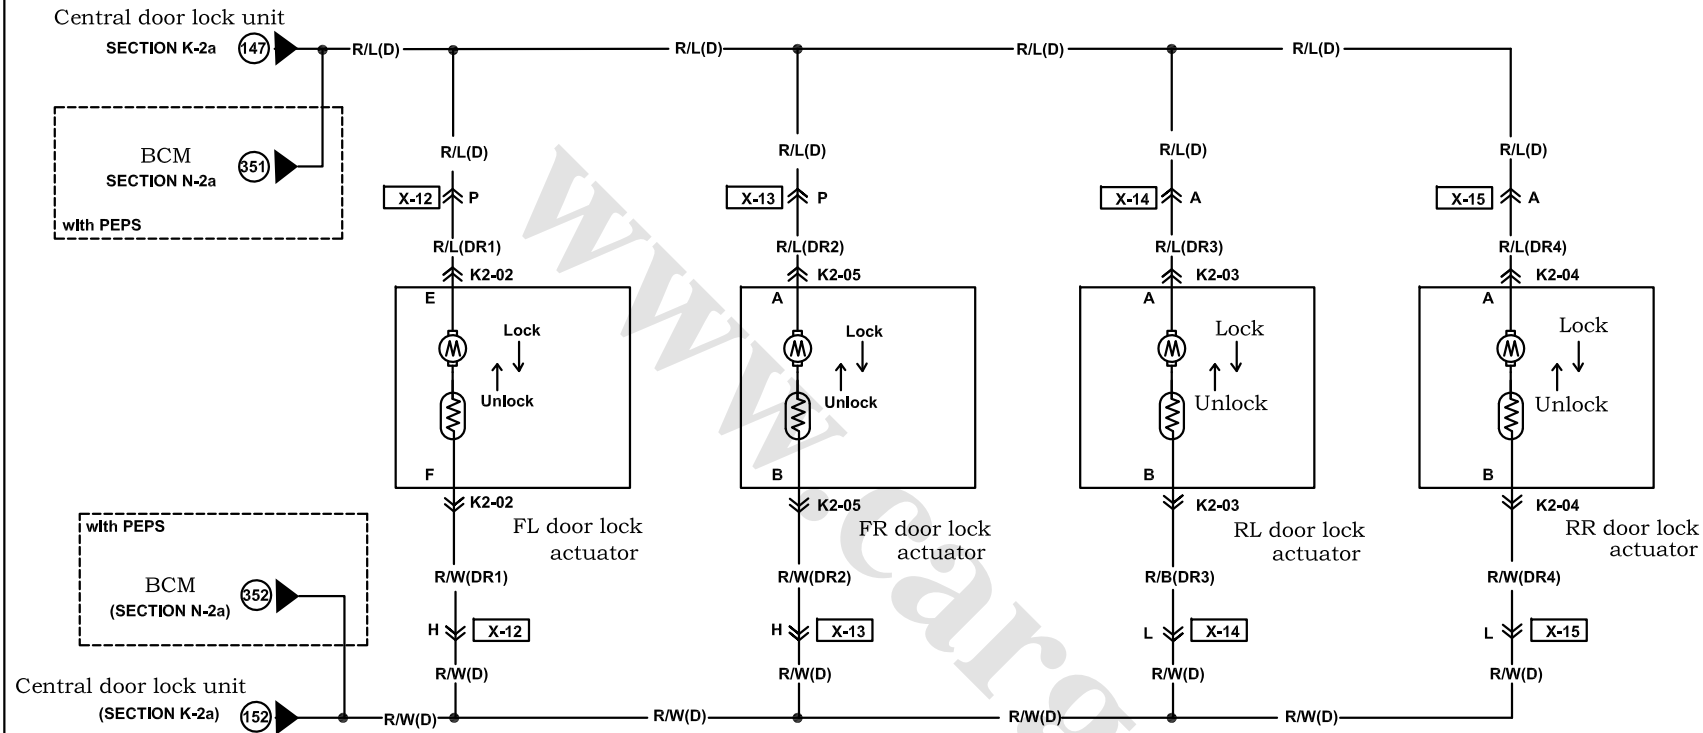 Central door lock unit
SECTION K-2a 147 R/L(D) R/L(D) R/L(D) R/L(D)
BCM
SECTION N-2a 351
with PEPS
R/L(D) R/L(D) R/L(D) R/L(D)
X-12 P X-13 P X-14 A X-15 A
R/L(DR1) R/L(DR2) R/L(DR3) R/L(DR4)
K2-02 K2-05 K2-03 K2-04
E A A A
M M M M
Lock Lock Lock Lock
Unlock Unlock Unlock Unlock
F B B B
K2-02 K2-05 K2-03 K2-04
FL door lock
actuator
FR door lock
actuator
RL door lock
actuator
RR door lock
actuator
with PEPS
BCM
(SECTION N-2a) 352
R/W(DR1) R/W(DR2) R/B(DR3) R/W(DR4)
H X-12 H X-13 L X-14 L X-15
R/W(D) R/W(D) R/W(D) R/W(D)
Central door lock unit
(SECTION K-2a) 152 R/W(D) R/W(D) R/W(D) R/W(D)
www.carg